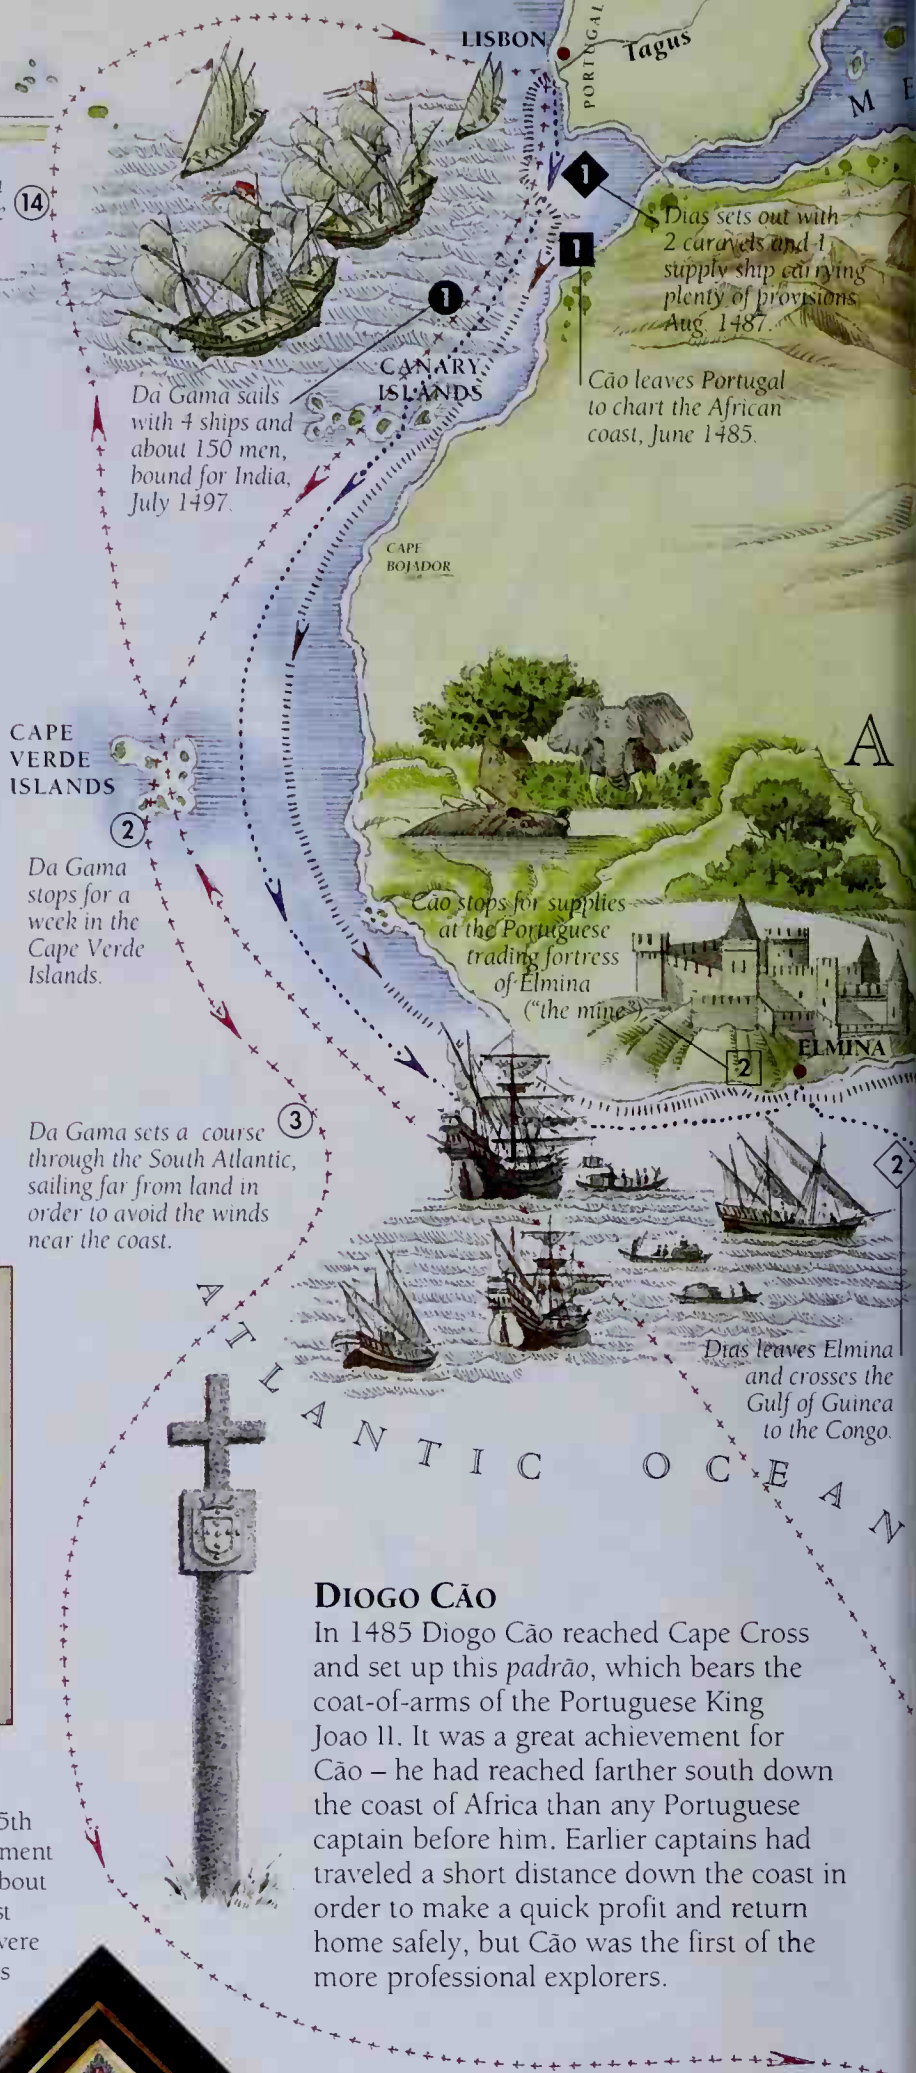 LISBON
PORTUGAL
Tagus
M E
14
1
Dias sets out with
2 caravels and 1
supply ship carrying
plenty of provisions,
Aug. 1487.
1
1
CANARY
ISLANDS
Da Gama sails
with 4 ships and
about 150 men,
bound for India,
July 1497.
Cão leaves Portugal
to chart the African
coast, June 1485.
CAPE
BOJADOR
CAPE
VERDE
ISLANDS
A
2
Da Gama
stops for a
week in the
Cape Verde
Islands.
Cão stops for supplies
at the Portuguese
trading fortress
of Elmina
("the mine").
ELMINA
2
3
Da Gama sets a course
through the South Atlantic,
sailing far from land in
order to avoid the winds
near the coast.
2
Dias leaves Elmina
and crosses the
Gulf of Guinea
to the Congo.
ATLANTIC OCEAN
DIOGO CÃO
In 1485 Diogo Cão reached Cape Cross
and set up this padrão, which bears the
coat-of-arms of the Portuguese King
Joao II. It was a great achievement for
Cão – he had reached farther south down
the coast of Africa than any Portuguese
captain before him. Earlier captains had
traveled a short distance down the coast in
order to make a quick profit and return
home safely, but Cão was the first of the
more professional explorers.
5th
ment
bout
st
vere
s